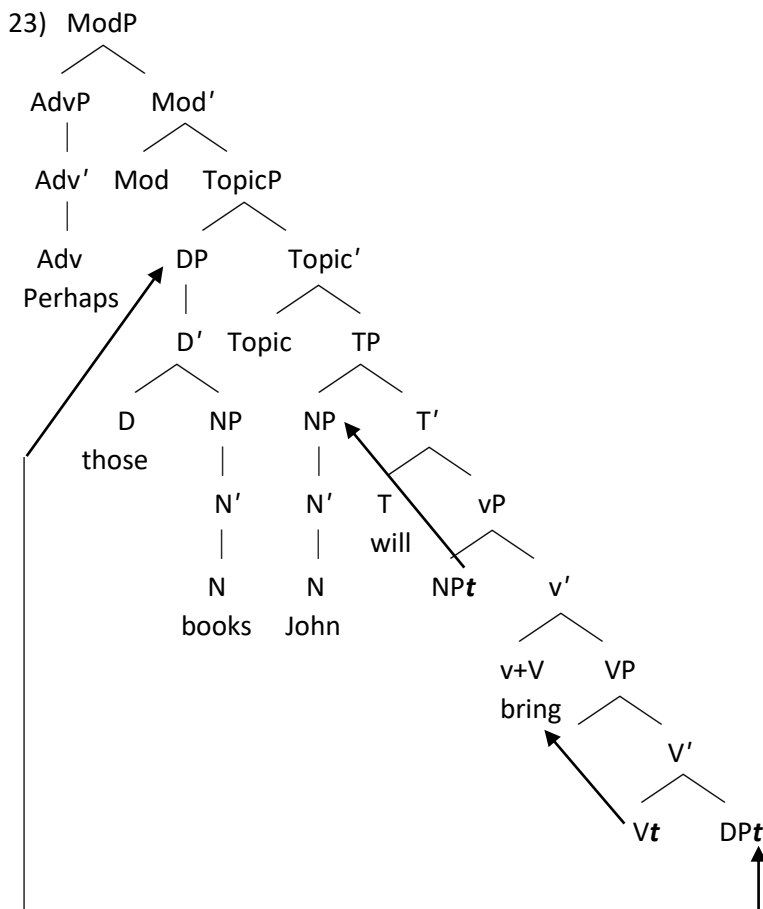 23) ModP
AdvP Mod′
Adv′ Mod TopicP
Adv DP Topic′
Perhaps
D′ Topic TP
D NP NP T′
those
N′ N′ T vP
will
N N NPt v′
books John
v+V VP
bring
V′
Vt DPt